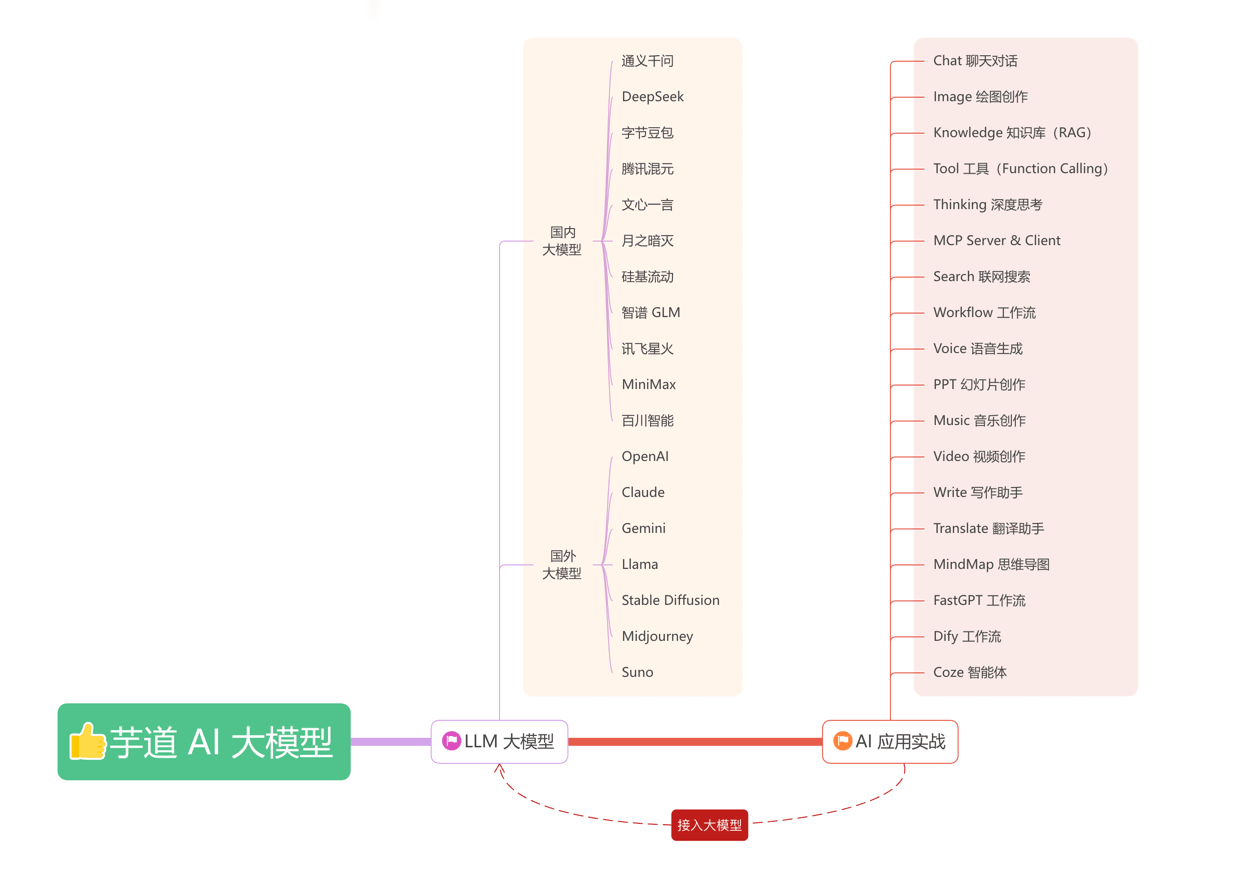 通义千问
DeepSeek
字节豆包
腾讯混元
文心一言
国内
大模型
月之暗灭
硅基流动
智谱 GLM
讯飞星火
MiniMax
百川智能
OpenAI
Claude
Gemini
国外
大模型
Llama
Stable Diffusion
Midjourney
Suno
Chat 聊天对话
Image 绘图创作
Knowledge 知识库（RAG）
Tool 工具（Function Calling）
Thinking 深度思考
MCP Server & Client
Search 联网搜索
Workflow 工作流
Voice 语音生成
PPT 幻灯片创作
Music 音乐创作
Video 视频创作
Write 写作助手
Translate 翻译助手
MindMap 思维导图
FastGPT 工作流
Dify 工作流
Coze 智能体
芋道 AI 大模型
LLM 大模型
AI 应用实战
接入大模型